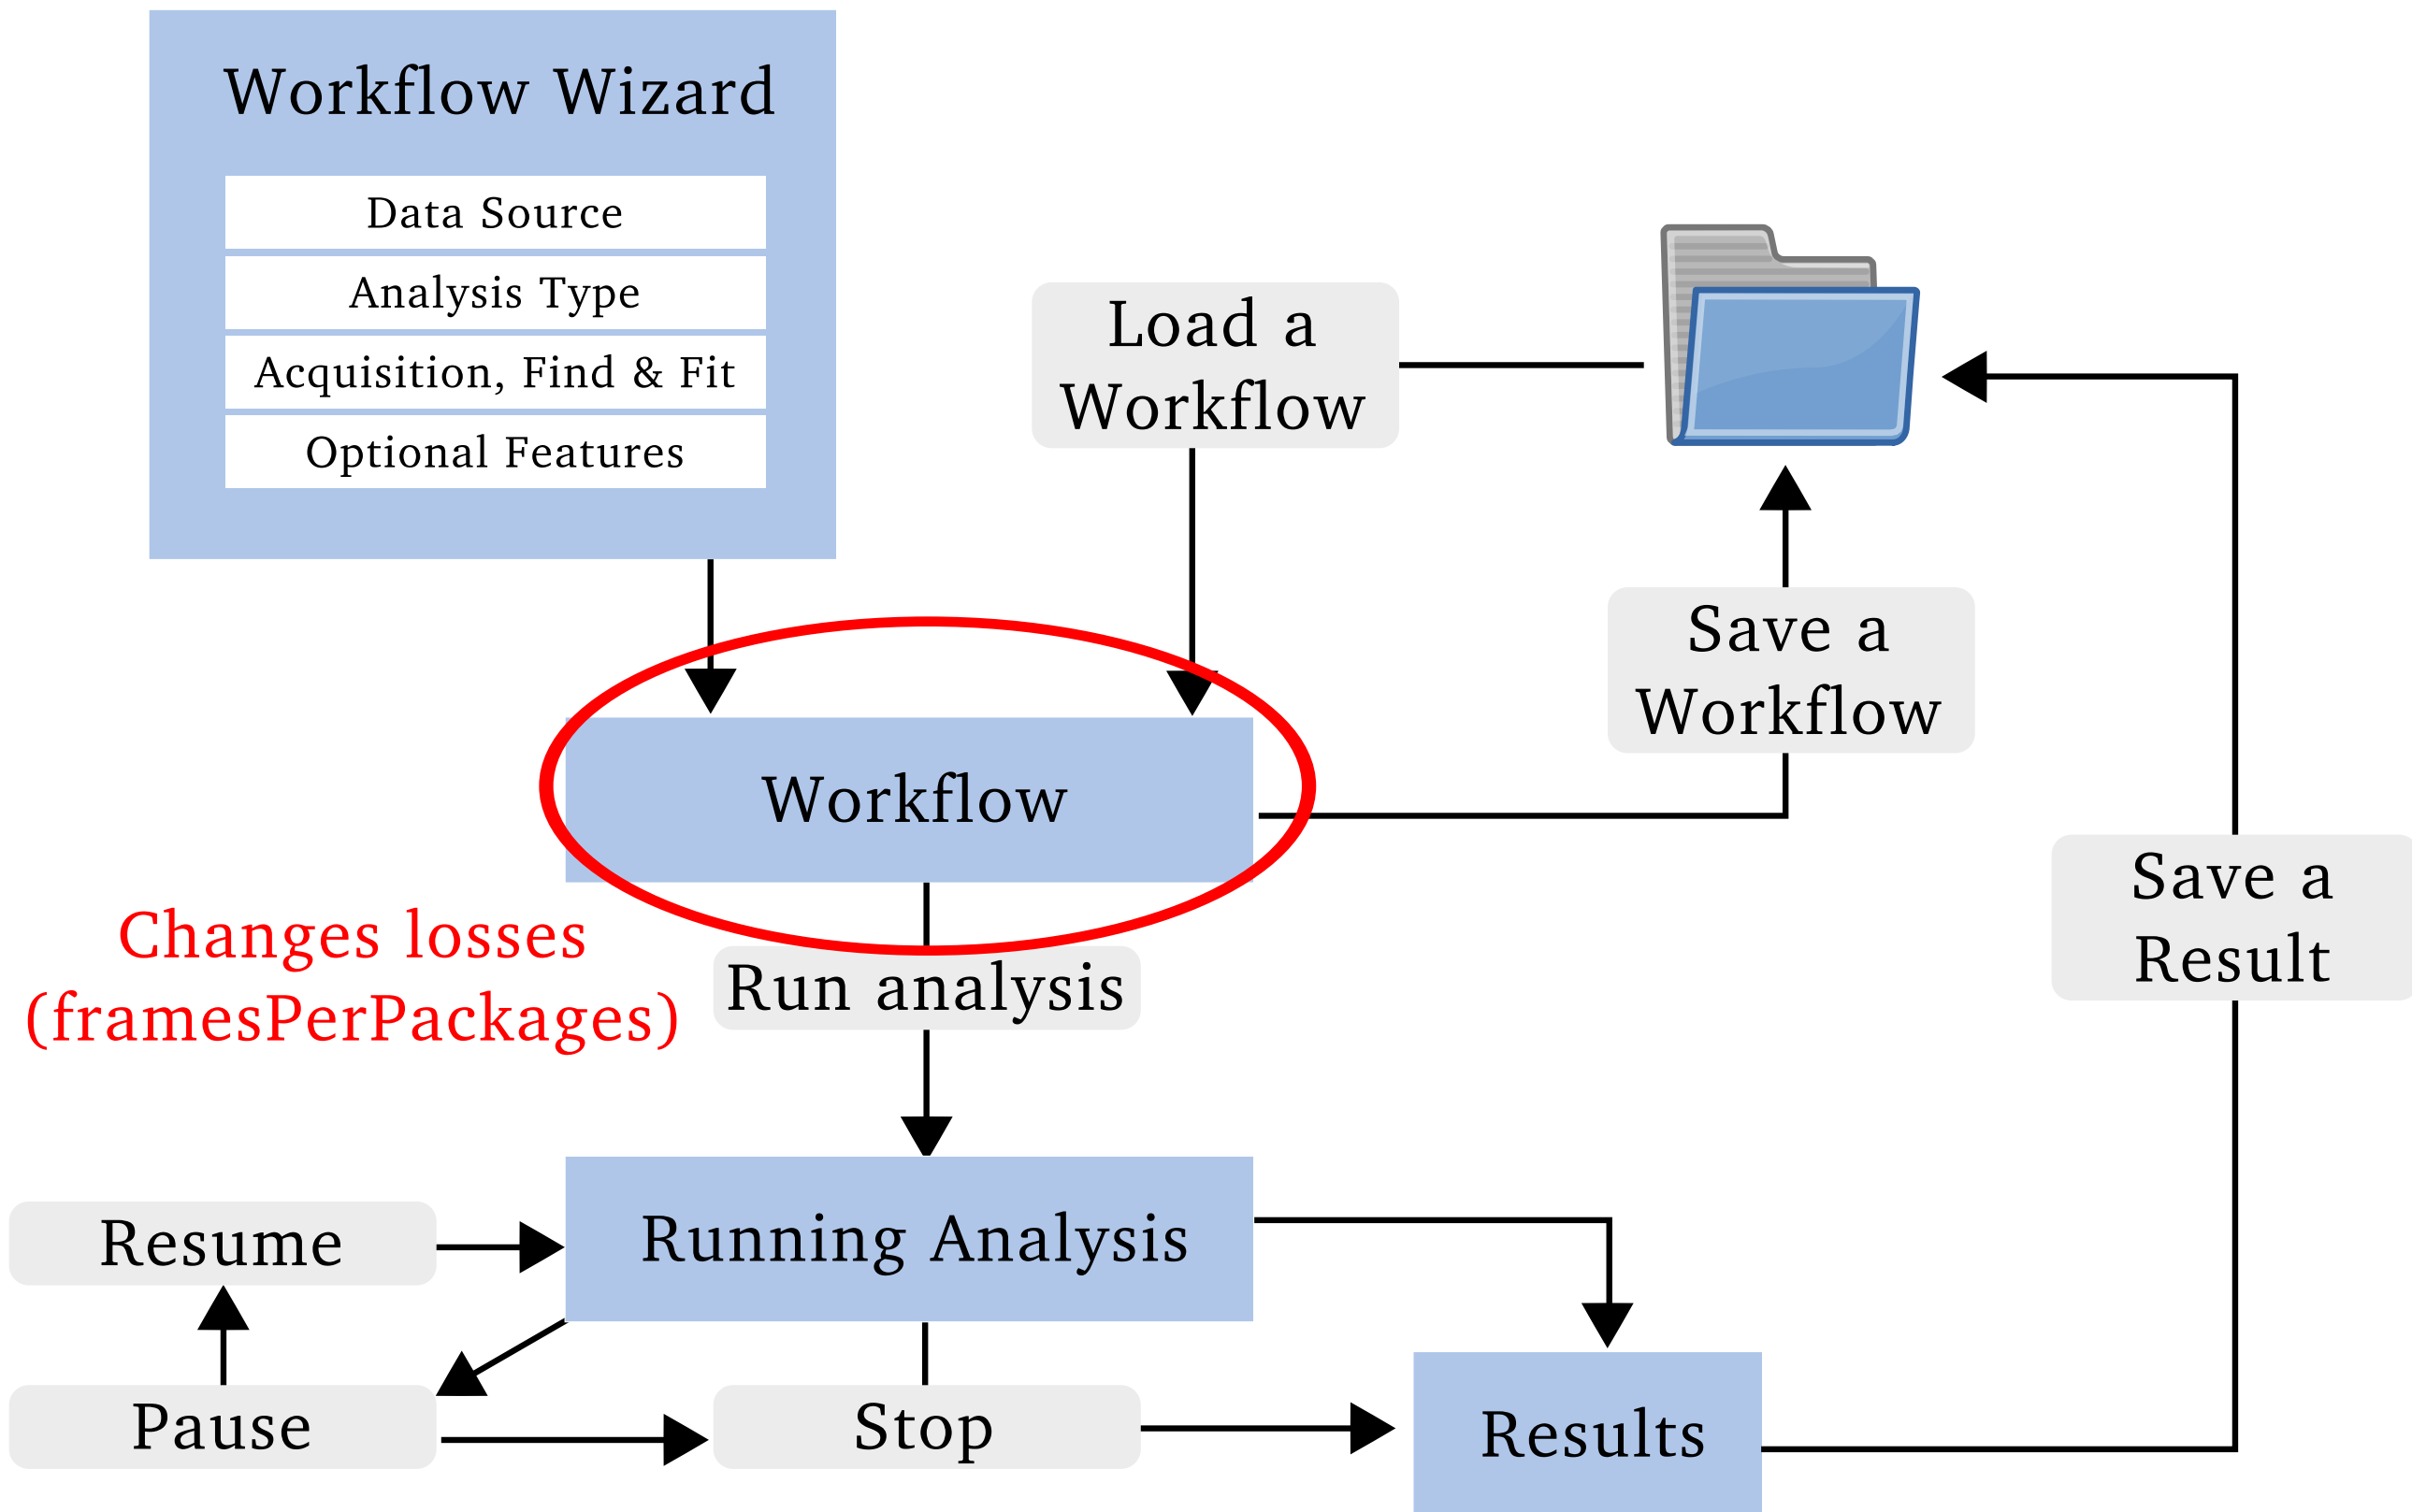 Workflow Wizard
Data Source
Analysis Type
Acquisition, Find & Fit
Optional Features
Load a
Workflow
Save a
Workflow
Workflow
Save a
Result
Changes losses
(framesPerPackages)
Run analysis
Resume
Running Analysis
Pause
Stop
Results